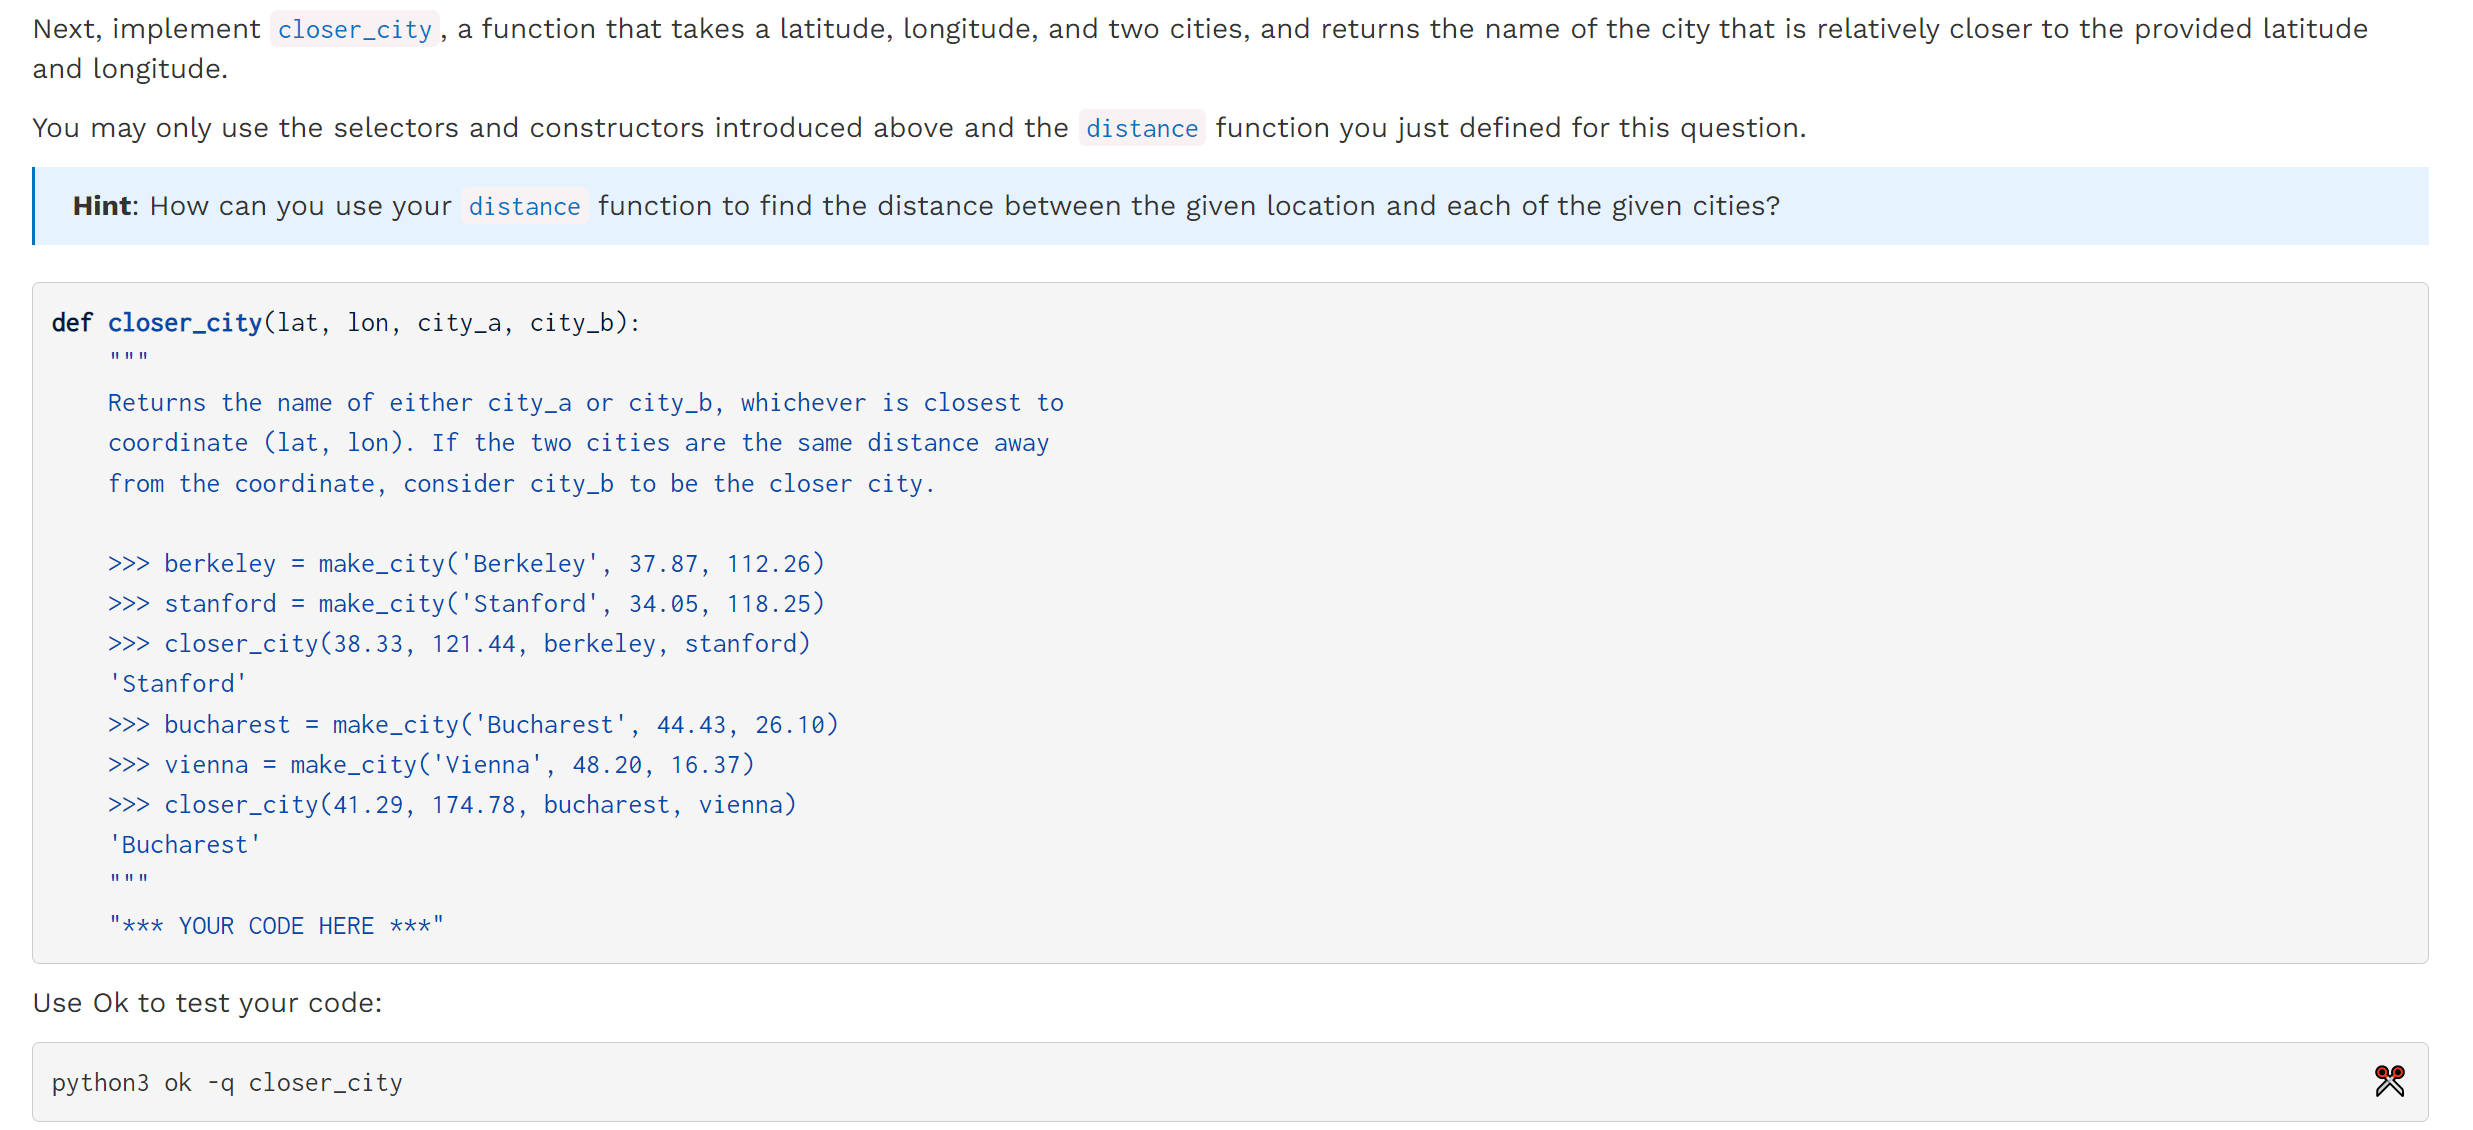 Next, implement closer_city, a function that takes a latitude, longitude, and two cities, and returns the name of the city that is relatively closer to the provided latitude
and longitude.
You may only use the selectors and constructors introduced above and the distance function you just defined for this question.
Hint: How can you use your distance function to find the distance between the given location and each of the given cities?
def closer_city(lat, lon, city_a, city_b):
    """
    Returns the name of either city_a or city_b, whichever is closest to
    coordinate (lat, lon). If the two cities are the same distance away
    from the coordinate, consider city_b to be the closer city.

    >>> berkeley = make_city('Berkeley', 37.87, 112.26)
    >>> stanford = make_city('Stanford', 34.05, 118.25)
    >>> closer_city(38.33, 121.44, berkeley, stanford)
    'Stanford'
    >>> bucharest = make_city('Bucharest', 44.43, 26.10)
    >>> vienna = make_city('Vienna', 48.20, 16.37)
    >>> closer_city(41.29, 174.78, bucharest, vienna)
    'Bucharest'
    """
    "*** YOUR CODE HERE ***"
Use Ok to test your code:
python3 ok -q closer_city